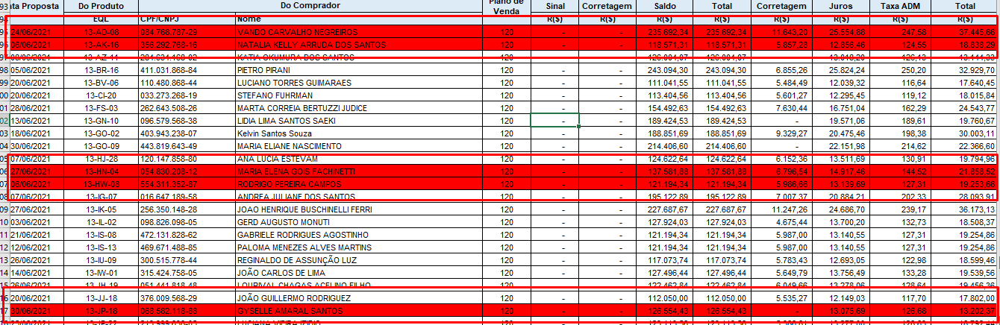 93 ata Proposta Do Produto Do Comprador Plano de Venda Sinal Corretagem Saldo Total Corretagem Juros Taxa ADM Total
EQL CPF/CNPJ Nome R($) R($) R($) R($) R($) R($) R($) R($)
24/06/2021 13-AD-08 084.768.787-29 VANDO CARVALHO NEGREIROS 120 - - 235.692,34 235.692,34 11.643,20 25.554,88 247,58 37.445,66
06/06/2021 13-AK-16 356.292.768-16 NATALIA KELLY ARRUDA DOS SANTOS 120 - - 118.571,31 118.571,31 5.857,28 12.856,46 124,55 18.838,29
13-AZ-11 KATIA OKUMURA DOS SANTOS 120 - -
98 05/06/2021 13-BR-16 411.031.868-84 PIETRO PIRANI 120 - - 243.094,30 243.094,30 6.855,26 25.824,24 250,20 32.929,70
99 20/06/2021 13-BV-06 110.480.868-44 LUCIANO TORRES GUIMARAES 120 - - 111.041,55 111.041,55 5.484,49 12.039,32 116,64 17.640,45
00 20/06/2021 13-CI-20 033.273.268-19 STEFANO FUHRMAN 120 - - 113.404,56 113.404,56 5.601,27 12.295,45 119,12 18.015,84
01 28/06/2021 13-FS-03 262.643.508-26 MARTA CORREIA BERTUZZI JUDICE 120 - - 154.492,63 154.492,63 7.630,44 16.751,04 162,29 24.543,77
02 13/06/2021 13-GN-10 096.579.568-38 LIDIA LIMA SANTOS SAEKI 120 - - 189.424,53 189.424,53 - 19.571,06 189,61 19.760,67
03 18/06/2021 13-GO-02 403.943.238-07 Kelvin Santos Souza 120 - - 188.851,69 188.851,69 9.329,27 20.475,46 198,38 30.003,11
04 30/06/2021 13-GO-09 443.819.643-49 MARIA ELIANE NASCIMENTO 120 - - 214.406,60 214.406,60 - 22.151,98 214,62 22.366,60
05 07/06/2021 13-HJ-28 120.147.858-80 ANA LUCIA ESTEVAM 120 - - 124.622,64 124.622,64 6.152,36 13.511,69 130,91 19.794,96
06 27/06/2021 13-HN-04 054.830.208-12 MARIA ELENA GOIS FACHINETTI 120 - - 137.581,88 137.581,88 6.796,54 14.917,46 144,52 21.858,52
07 06/06/2021 13-HW-08 554.311.352-87 RODRIGO PEREIRA CAMPOS 120 - - 121.194,34 121.194,34 5.986,66 13.139,69 127,31 19.253,66
08 07/06/2021 13-IG-07 016.647.189-58 ANDREA JULIANE DOS SANTOS 120 - - 195.122,89 195.122,89 7.007,37 20.884,21 202,33 28.093,91
09 27/06/2021 13-IK-05 256.350.148-28 JOAO HENRIQUE BUSCHINELLI FERRI 120 - - 227.687,67 227.687,67 11.247,26 24.686,70 239,17 36.173,13
10 03/06/2021 13-IL-02 098.826.098-05 GERD AUGUSTO MONUTI 120 - - 127.924,03 127.924,03 4.675,44 13.700,20 132,73 18.508,37
11 21/06/2021 13-IS-08 472.131.828-62 GABRIELE RODRIGUES AGOSTINHO 120 - - 121.194,34 121.194,34 5.987,00 13.140,55 127,31 19.254,86
12 12/06/2021 13-IS-13 469.671.488-85 PALOMA MENEZES ALVES MARTINS 120 - - 121.194,34 121.194,34 5.987,00 13.140,55 127,31 19.254,86
13 26/06/2021 13-IU-09 300.515.778-44 REGINALDO DE ASSUNÇÃO LUZ 120 - - 117.073,74 117.073,74 5.783,43 12.693,05 122,98 18.599,46
14 14/06/2021 13-IW-01 315.424.758-05 JOÃO CARLOS DE LIMA 120 - - 127.496,44 127.496,44 5.649,79 13.756,49 133,28 19.539,56
15 26/06/2021 13-JH-19 051.441.818-48 LOURIVAL CHAGAS ACELINO FILHO 120 - - 122.462,84 122.462,84 6.049,66 13.278,06 128,64 19.456,36
16 20/06/2021 13-JJ-18 376.009.568-29 JOÃO GUILLERMO RODRIGUEZ 120 - - 112.050,00 112.050,00 5.535,27 12.149,03 117,70 17.802,00
17 30/06/2021 13-JP-18 068.582.118-88 GYSELLE AMARAL SANTOS 120 - - 126.554,43 126.554,43 - 13.075,69 126,68 13.202,37